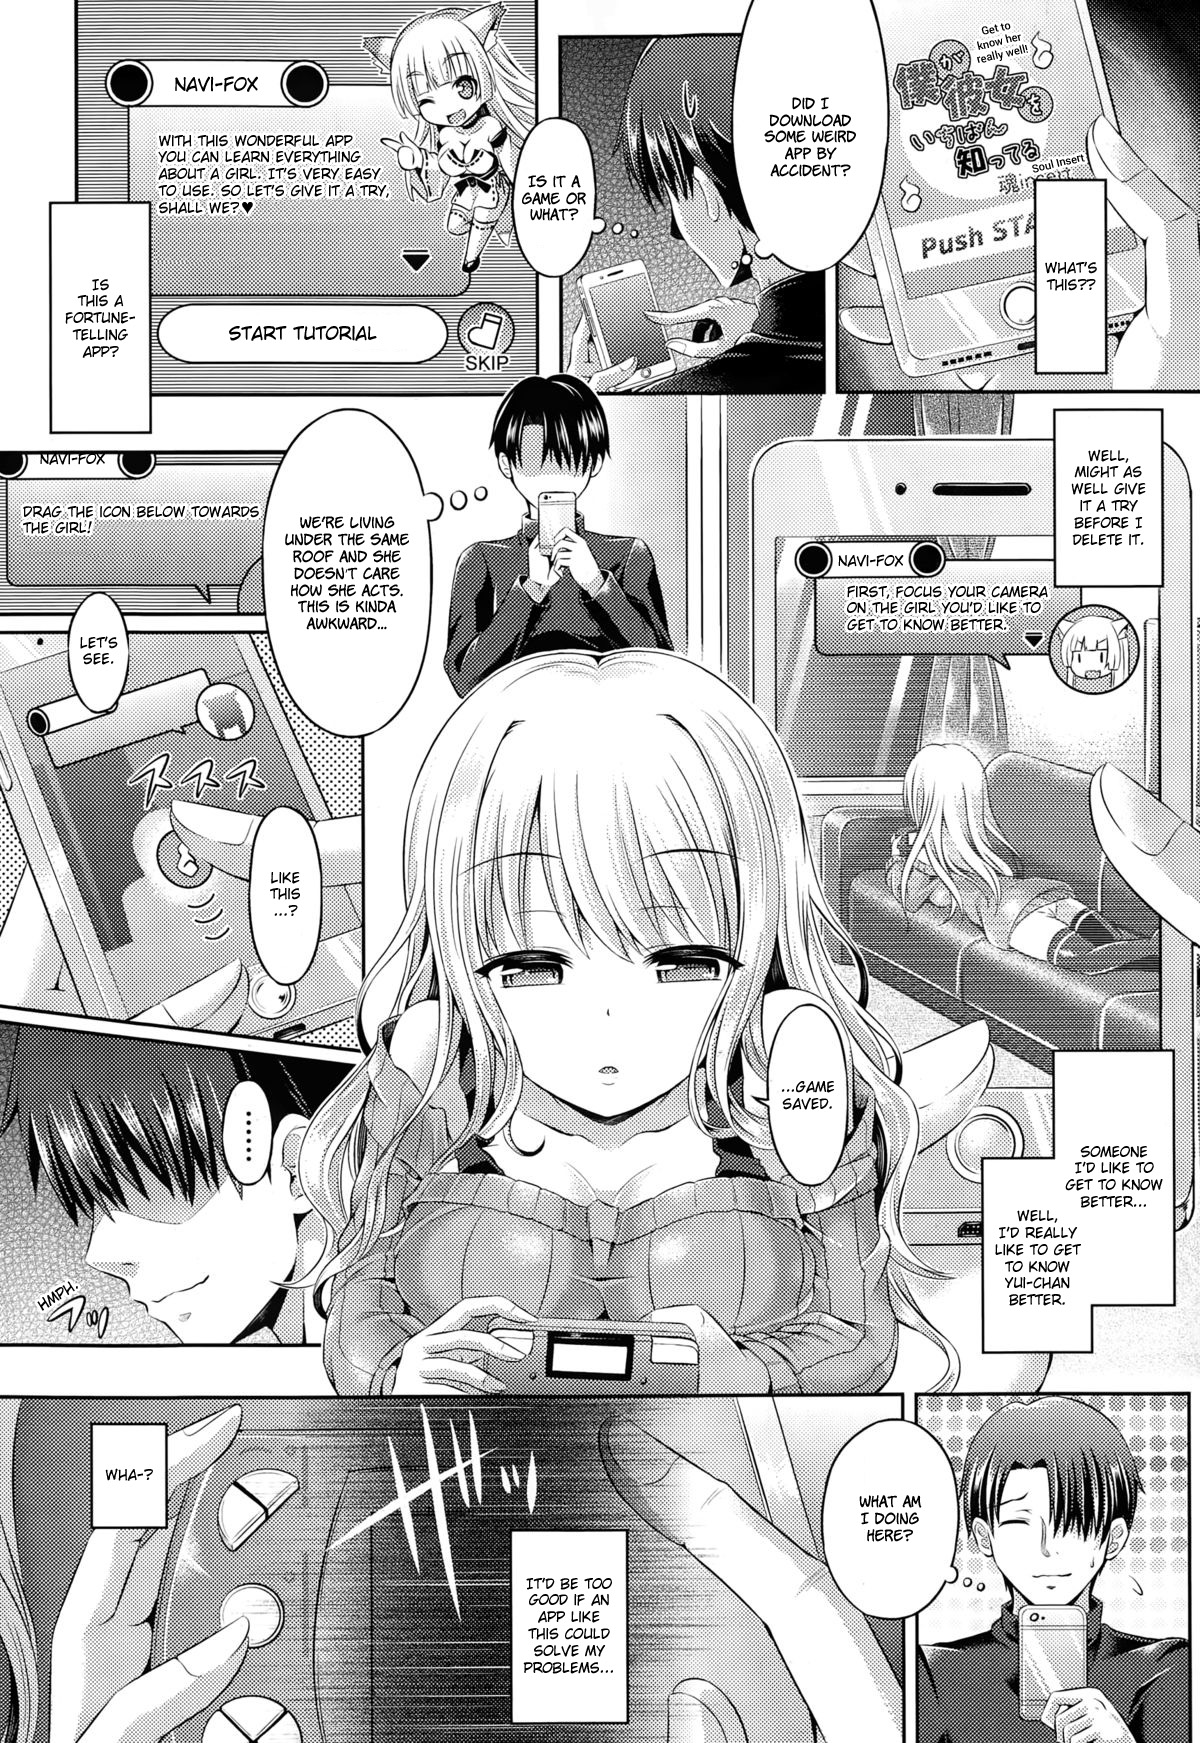 Get to
know her
really well!
僕が
彼女を
いちばん
知ってる
Soul Insert
魂insert
Push STA
WHAT'S
THIS??
DID I
DOWNLOAD
SOME WEIRD
APP BY
ACCIDENT?
IS IT A
GAME OR
WHAT?
NAVI-FOX
WITH THIS WONDERFUL APP
YOU CAN LEARN EVERYTHING
ABOUT A GIRL. IT'S VERY EASY
TO USE. SO LET'S GIVE IT A TRY,
SHALL WE?♥
START TUTORIAL
SKIP
IS
THIS A
FORTUNE-
TELLING
APP?
WELL,
MIGHT AS
WELL GIVE
IT A TRY
BEFORE I
DELETE IT.
NAVI-FOX
FIRST, FOCUS YOUR CAMERA
ON THE GIRL YOU'D LIKE TO
GET TO KNOW BETTER.
SOMEONE
I'D LIKE TO
GET TO KNOW
BETTER...
WELL,
I'D REALLY
LIKE TO GET
TO KNOW
YUI-CHAN
BETTER.
...GAME
SAVED.
WE'RE LIVING
UNDER THE SAME
ROOF AND SHE
DOESN'T CARE
HOW SHE ACTS.
THIS IS KINDA
AWKWARD...
NAVI-FOX
DRAG THE ICON BELOW TOWARDS
THE GIRL!
LET'S
SEE.
ススス
LIKE
THIS
...?
......
HMPH.
フッ
WHAT AM
I DOING
HERE?
IT'D BE TOO
GOOD IF AN
APP LIKE
THIS COULD
SOLVE MY
PROBLEMS...
WHA-?